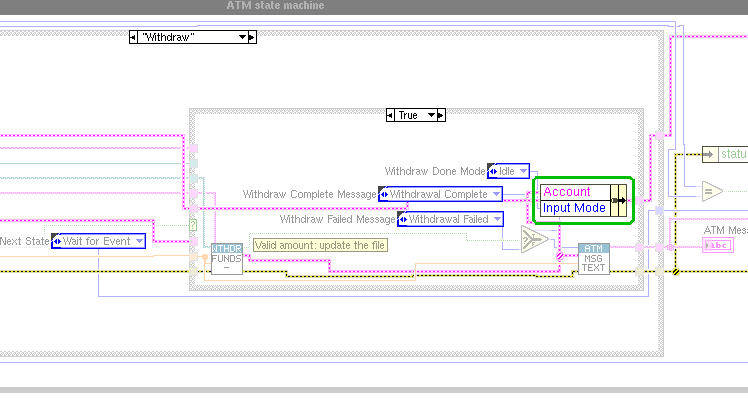 ATM state machine
"Withdraw"
True
Withdraw Done Mode
Idle
Account
Input Mode
Withdraw Complete Message
Withdrawal Complete
Withdraw Failed Message
Withdrawal Failed
Next State
Wait for Event
?
Valid amount: update the file
WTHDR
FUNDS
ATM
MSG
TEXT
T
F
=
statu
ATM Mess
abc